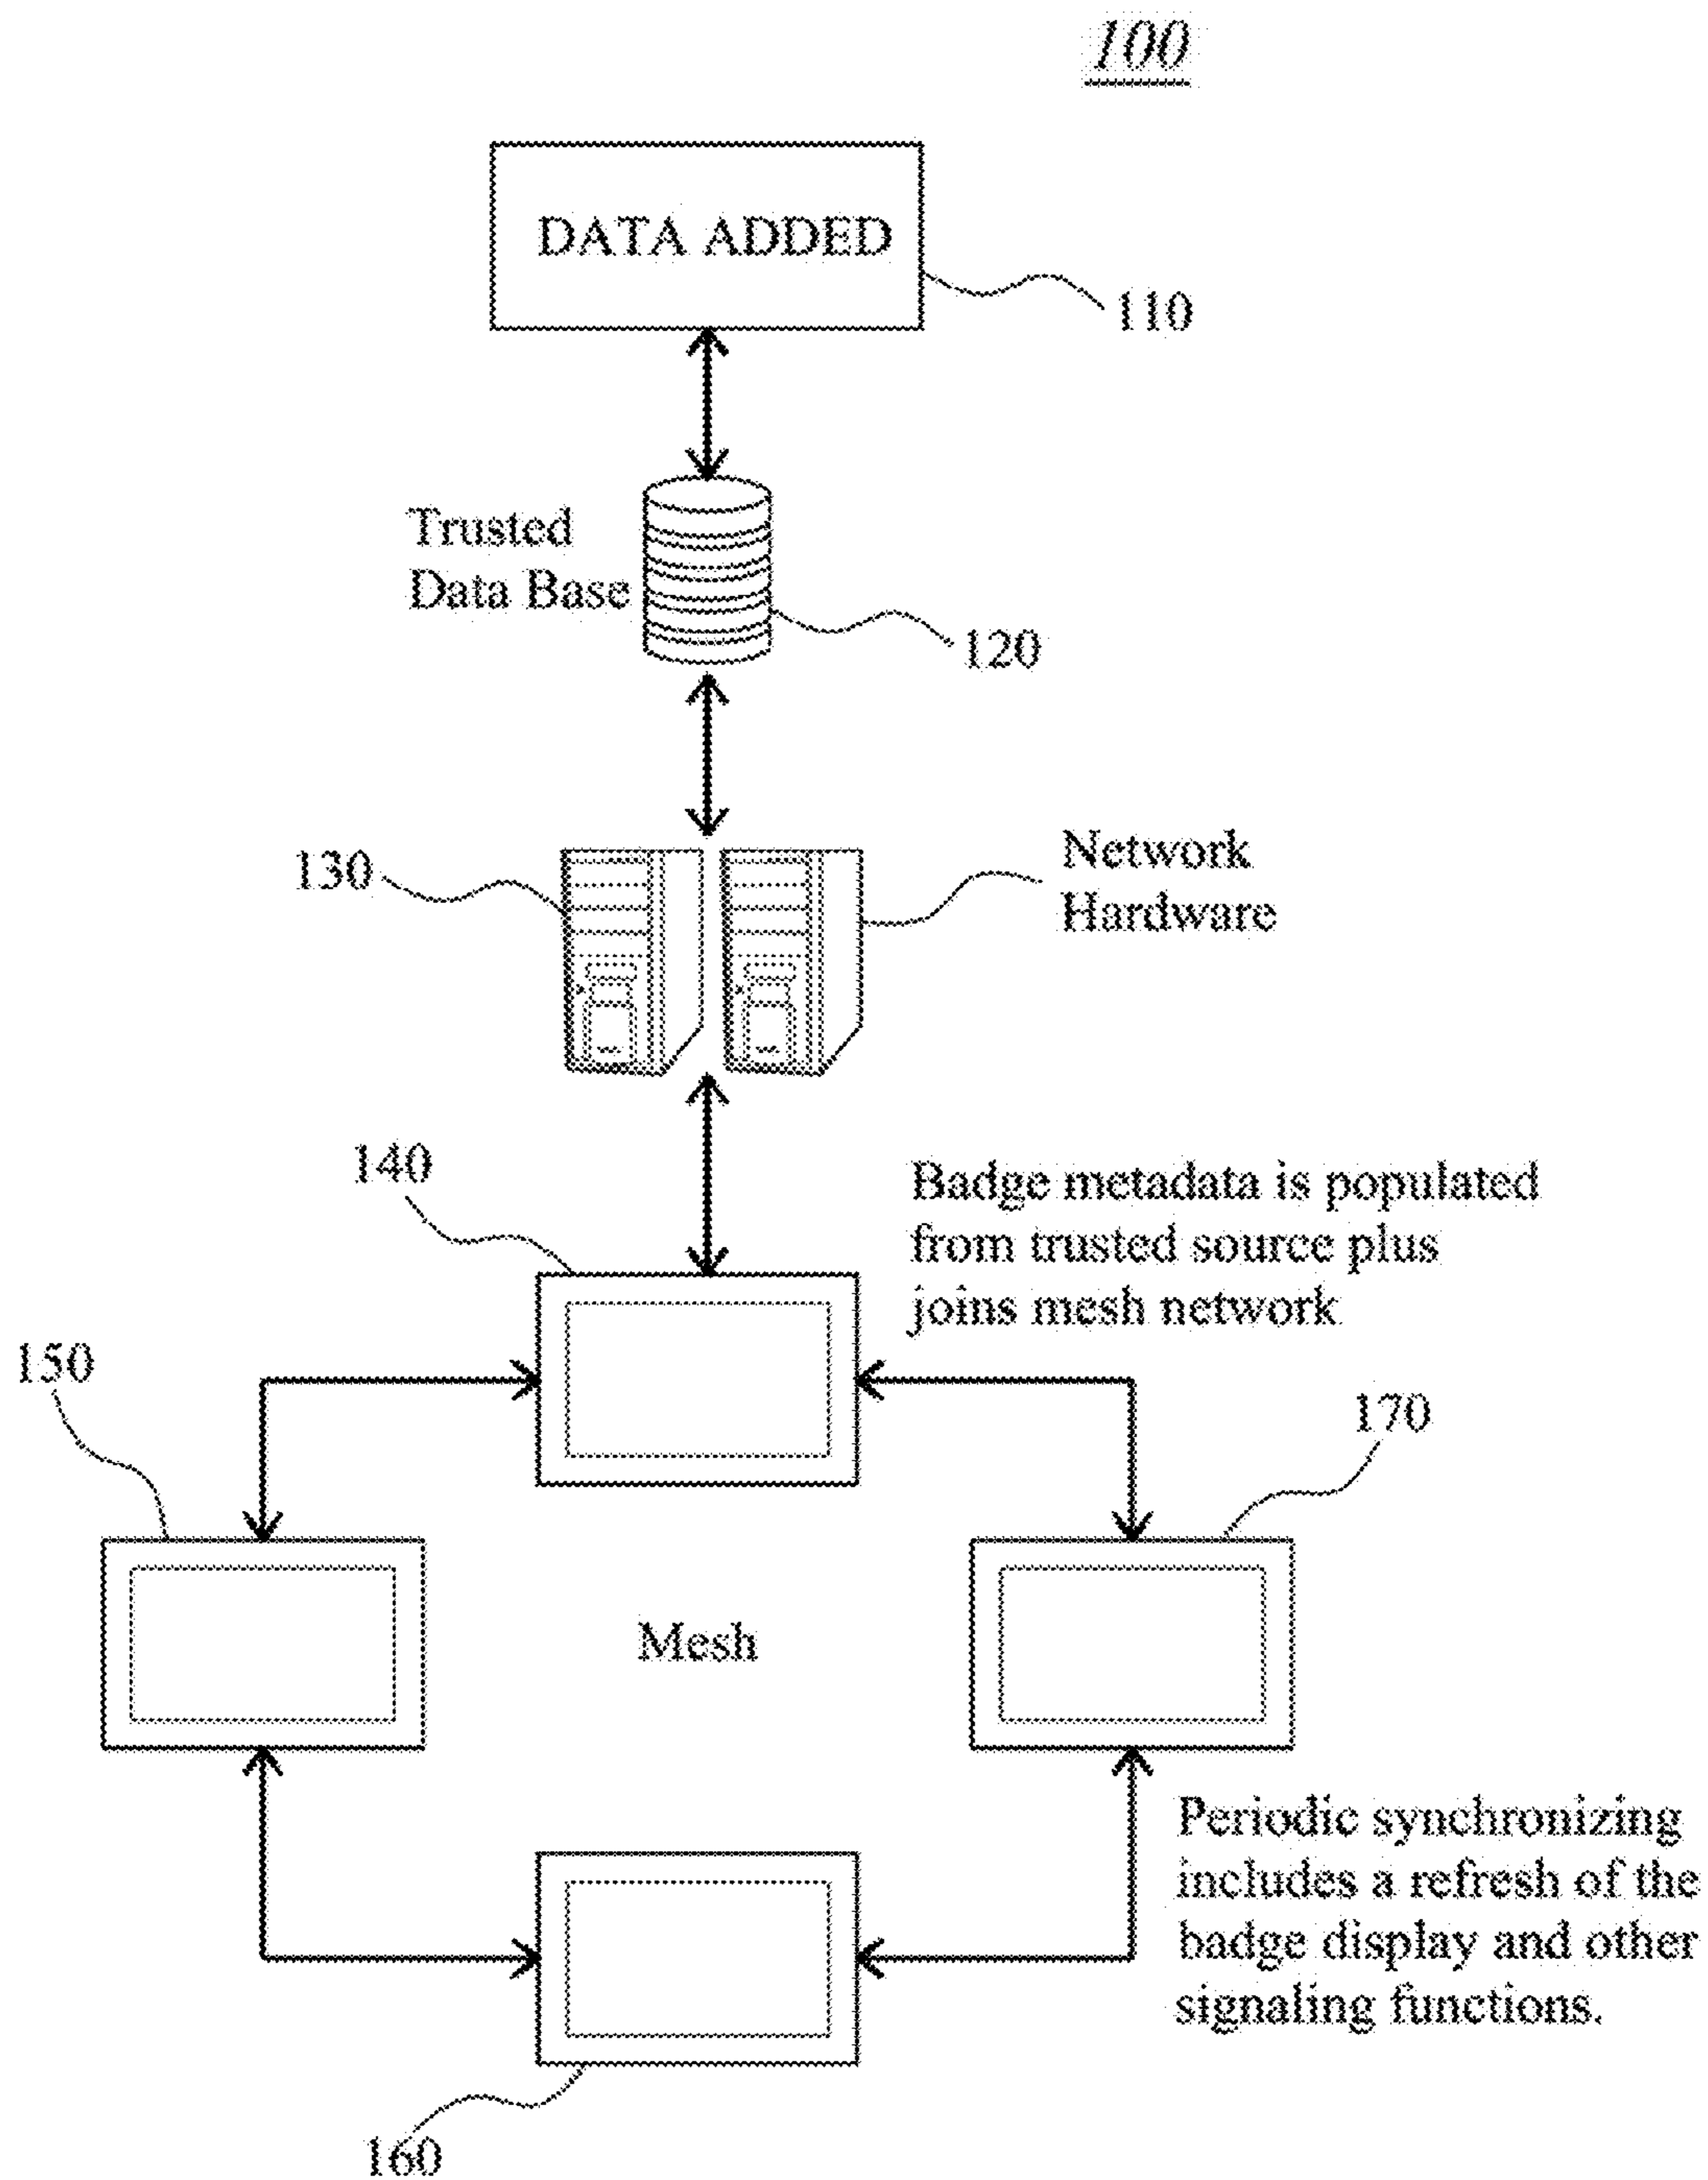 100
DATA ADDED
110
Trusted
Data Base
120
130
Network
Hardware
140
Badge metadata is populated
from trusted source plus
joins mesh network
150
170
Mesh
Periodic synchronizing
includes a refresh of the
badge display and other
signaling functions.
160